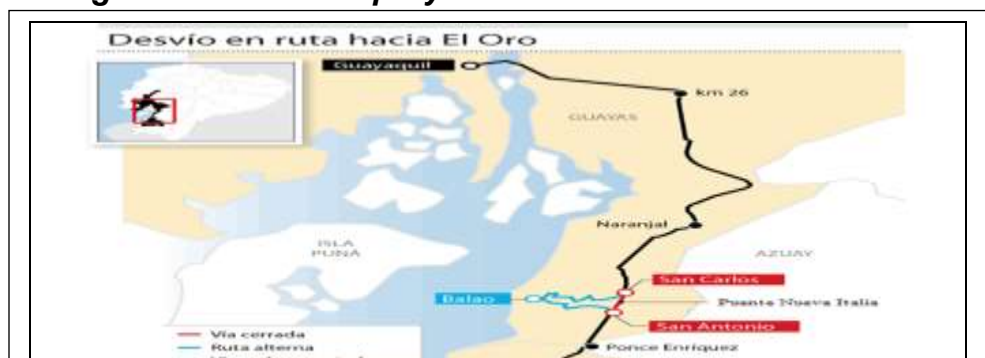 Desvío en ruta hacia El Oro
Guayaquil
km 26
GUAYAS
Naranjal
ISLA
PUNA
AZUAY
San Carlos
Balao
Puente Nueva Italia
San Antonio
Vía cerrada
Ruta alterna
Ponce Enríquez